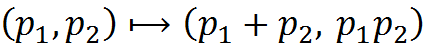 (p₁, p₂) ↦ (p₁ + p₂, p₁p₂)